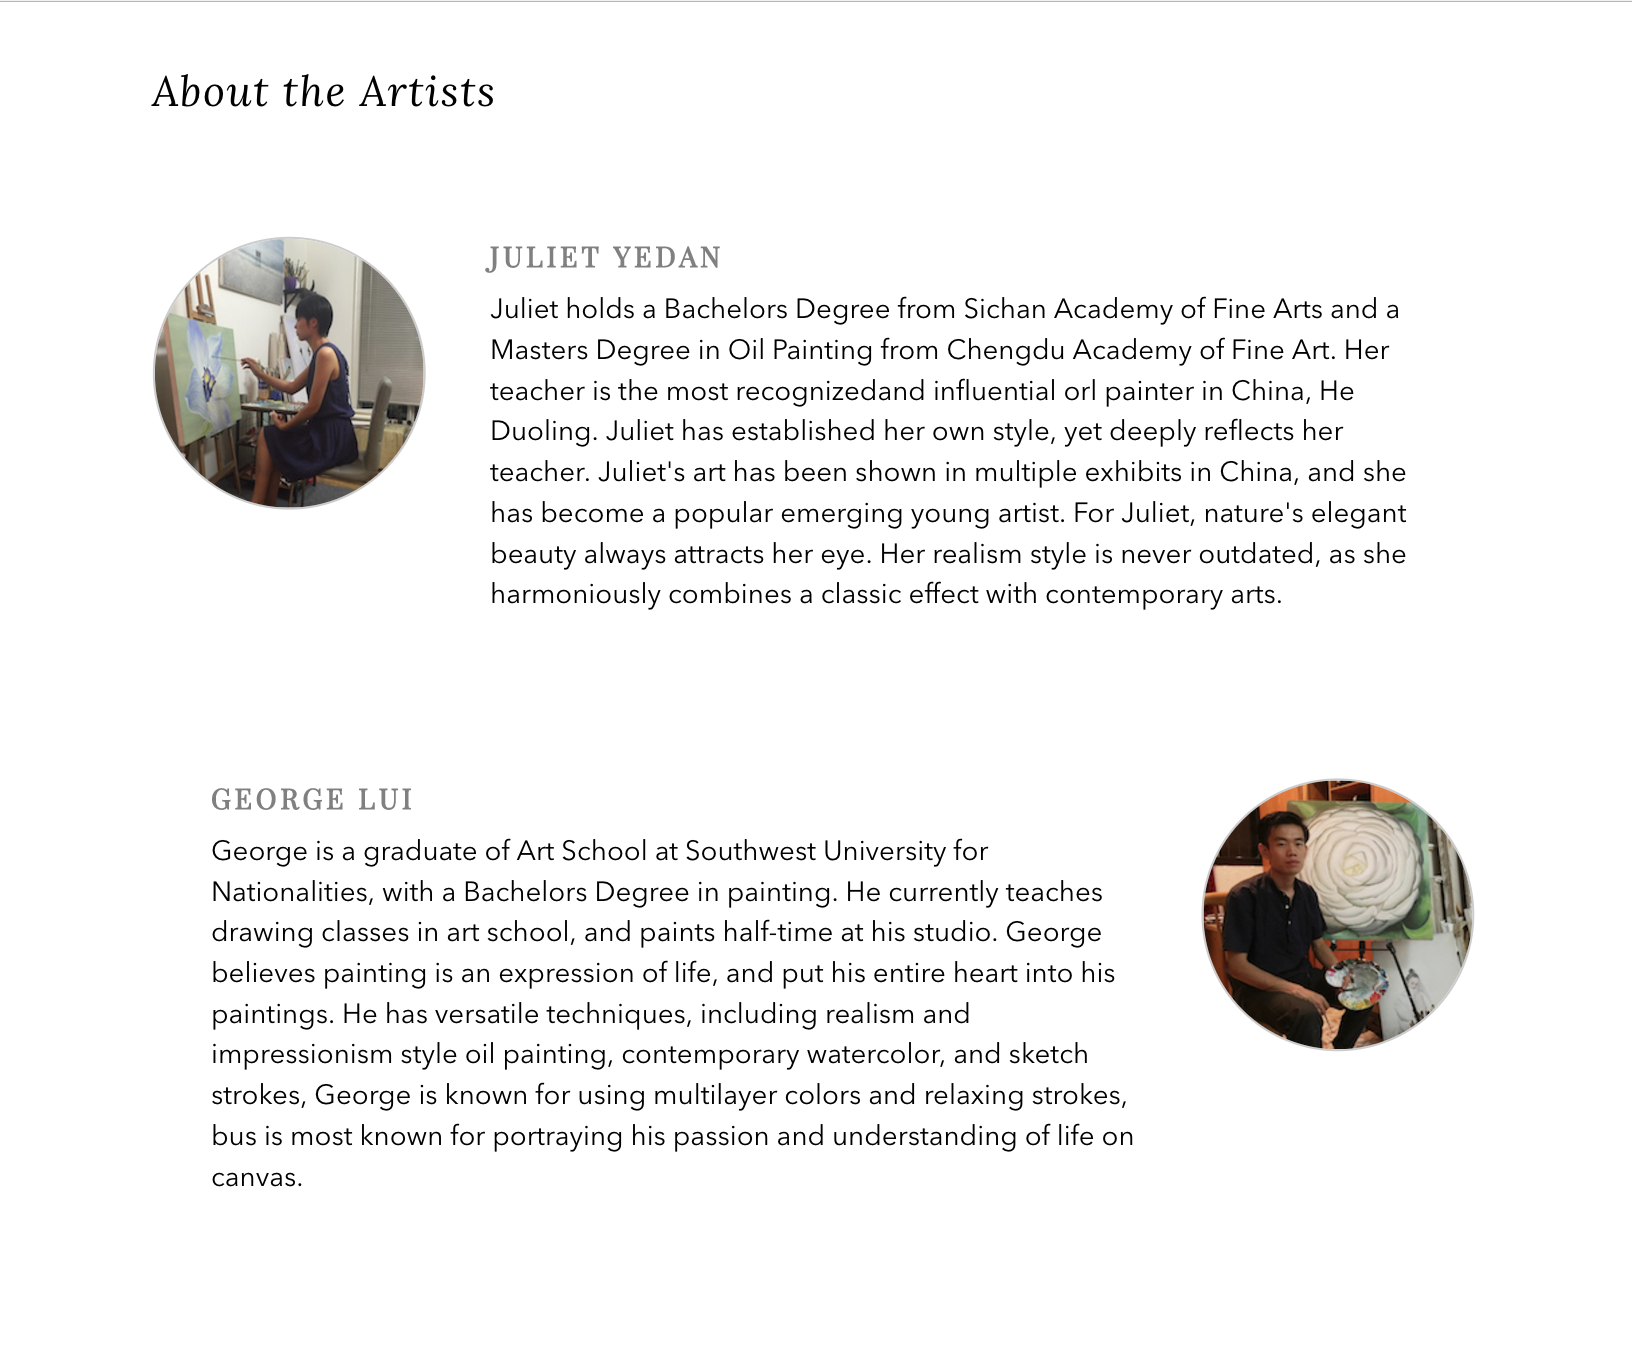 About the Artists
JULIET YEDAN
Juliet holds a Bachelors Degree from Sichan Academy of Fine Arts and a
Masters Degree in Oil Painting from Chengdu Academy of Fine Art. Her
teacher is the most recognizedand influential orl painter in China, He
Duoling. Juliet has established her own style, yet deeply reflects her
teacher. Juliet's art has been shown in multiple exhibits in China, and she
has become a popular emerging young artist. For Juliet, nature's elegant
beauty always attracts her eye. Her realism style is never outdated, as she
harmoniously combines a classic effect with contemporary arts.
GEORGE LUI
George is a graduate of Art School at Southwest University for
Nationalities, with a Bachelors Degree in painting. He currently teaches
drawing classes in art school, and paints half-time at his studio. George
believes painting is an expression of life, and put his entire heart into his
paintings. He has versatile techniques, including realism and
impressionism style oil painting, contemporary watercolor, and sketch
strokes, George is known for using multilayer colors and relaxing strokes,
bus is most known for portraying his passion and understanding of life on
canvas.